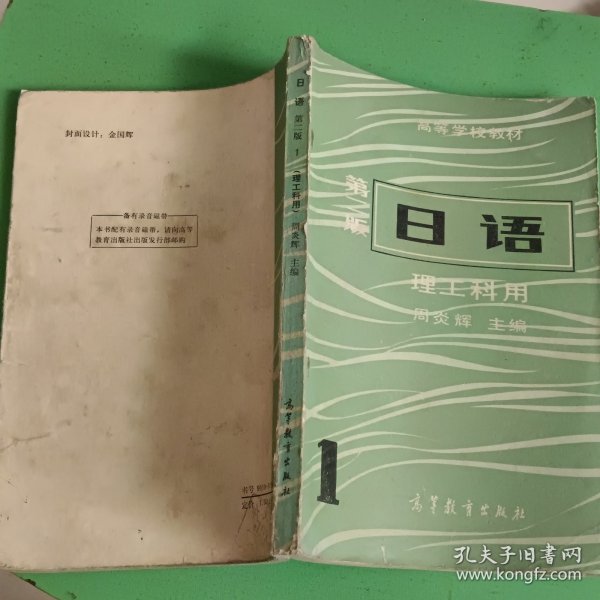 封面设计：金国辉
备有录音磁带
本书配有录音磁带，请向高等
教育出版社出版发行部邮购
书号
定价
日语 第二版 1 （理工科用） 周炎辉 主编 高等教育出版社
高等学校教材
第二版
日语
理工科用
周炎辉 主编
1
高等教育出版社
孔夫子旧书网
www.kongfz.com